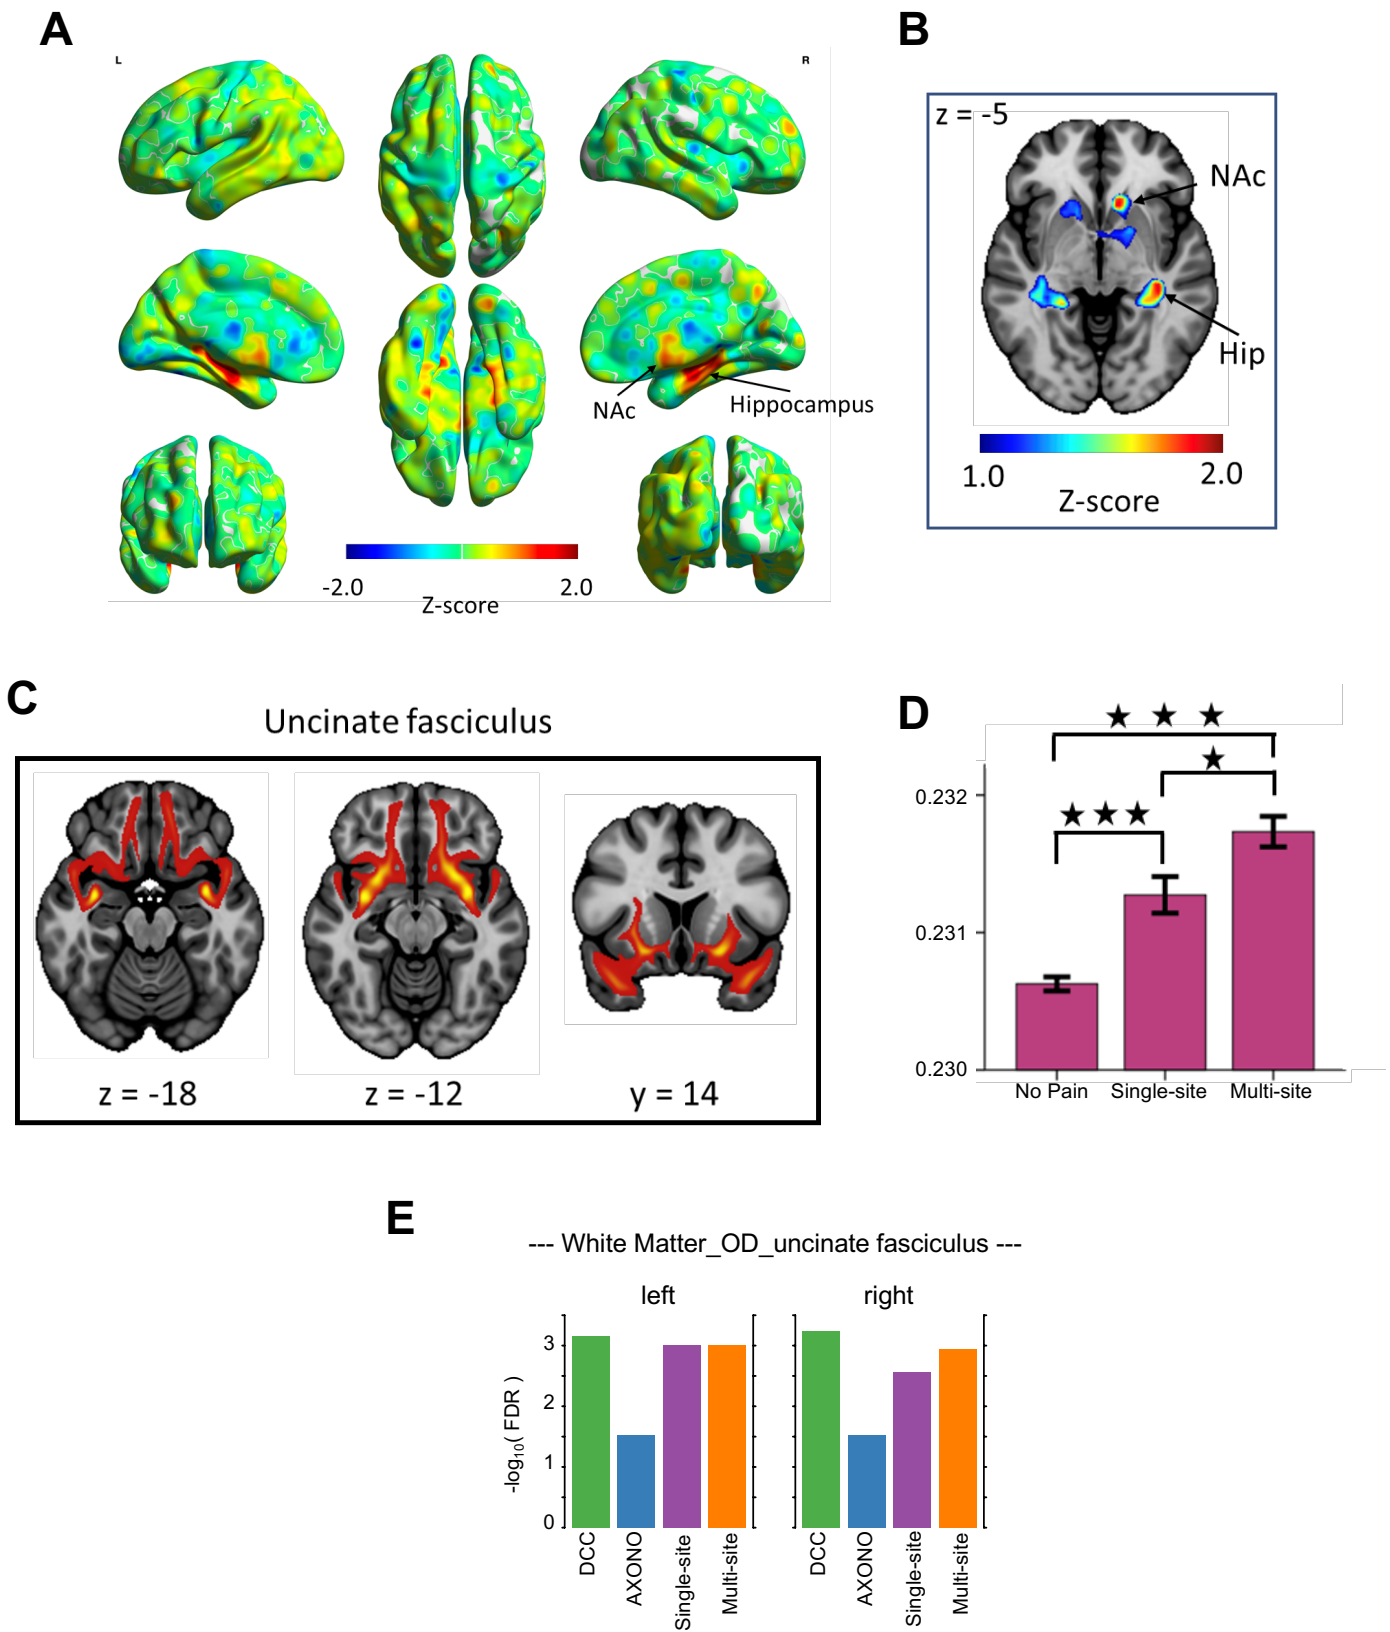 A
L
R
NAc
Hippocampus
-2.0
2.0
Z-score
B
z = -5
NAc
Hip
1.0
2.0
Z-score
C
Uncinate fasciculus
z = -18
z = -12
y = 14
D
0.232
0.231
0.230
No Pain
Single-site
Multi-site
E
--- White Matter_OD_uncinate fasciculus ---
left
right
3
2
1
0
-log10( FDR )
DCC
AXONO
Single-site
Multi-site
DCC
AXONO
Single-site
Multi-site